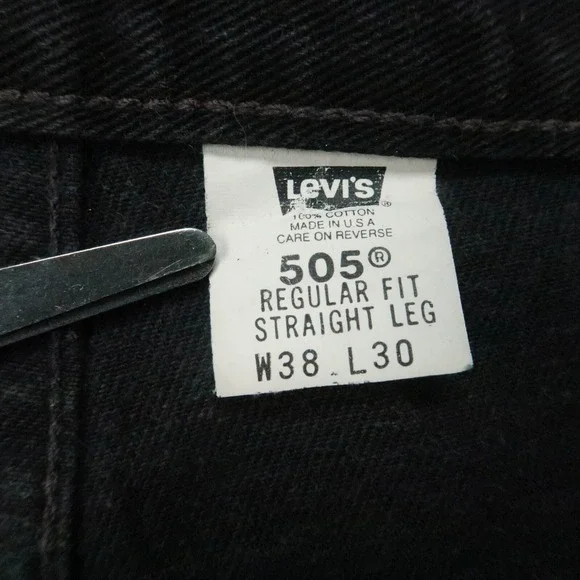 Levi's ®
100% COTTON
MADE IN U.S.A
CARE ON REVERSE
505®
REGULAR FIT
STRAIGHT LEG
W38 L30